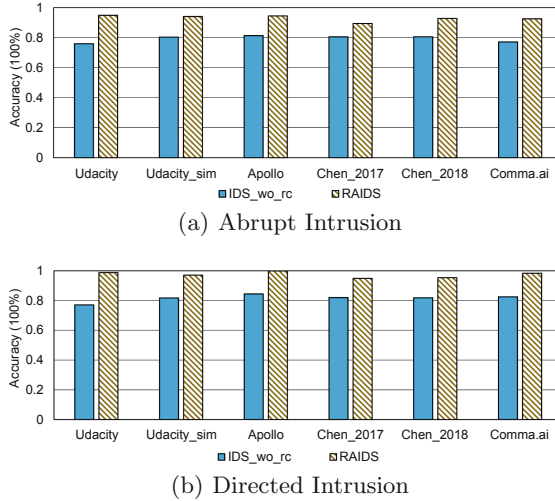 Accuracy (100%)
1
0.8
0.6
0.4
0.2
0
Udacity Udacity_sim Apollo Chen_2017 Chen_2018 Comma.ai
IDS_wo_rc RAIDS
(a) Abrupt Intrusion
Accuracy (100%)
1
0.8
0.6
0.4
0.2
0
Udacity Udacity_sim Apollo Chen_2017 Chen_2018 Comma.ai
IDS_wo_rc RAIDS
(b) Directed Intrusion